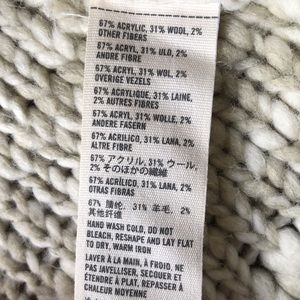 67% ACRYLIC, 31% WOOL, 2%
OTHER FIBERS
67% ACRYL, 31% ULD, 2%
ANDRE FIBRE
67% ACRYL, 31% WOL, 2%
OVERIGE VEZELS
67% ACRYLIQUE, 31% LAINE,
2% AUTRES FIBRES
67% ACRYL, 31% WOLLE, 2%
ANDERE FASERN
67% ACRILICO, 31% LANA, 2%
ALTRE FIBRE
67% アクリル, 31% ウール,
2% そのほかの繊維
67% ACRÍLICO, 31% LANA, 2%
OTRAS FIBRAS
67% 腈纶, 31% 羊毛, 2%
其他纤维
HAND WASH COLD, DO NOT
BLEACH, RESHAPE AND LAY FLAT
TO DRY, WARM IRON
LAVER À LA MAIN, À FROID, NE
PAS JAVELLISER, SECOUER ET
ÉTENDRE À PLAT, REPASSER À
CHALEUR MOYENNE